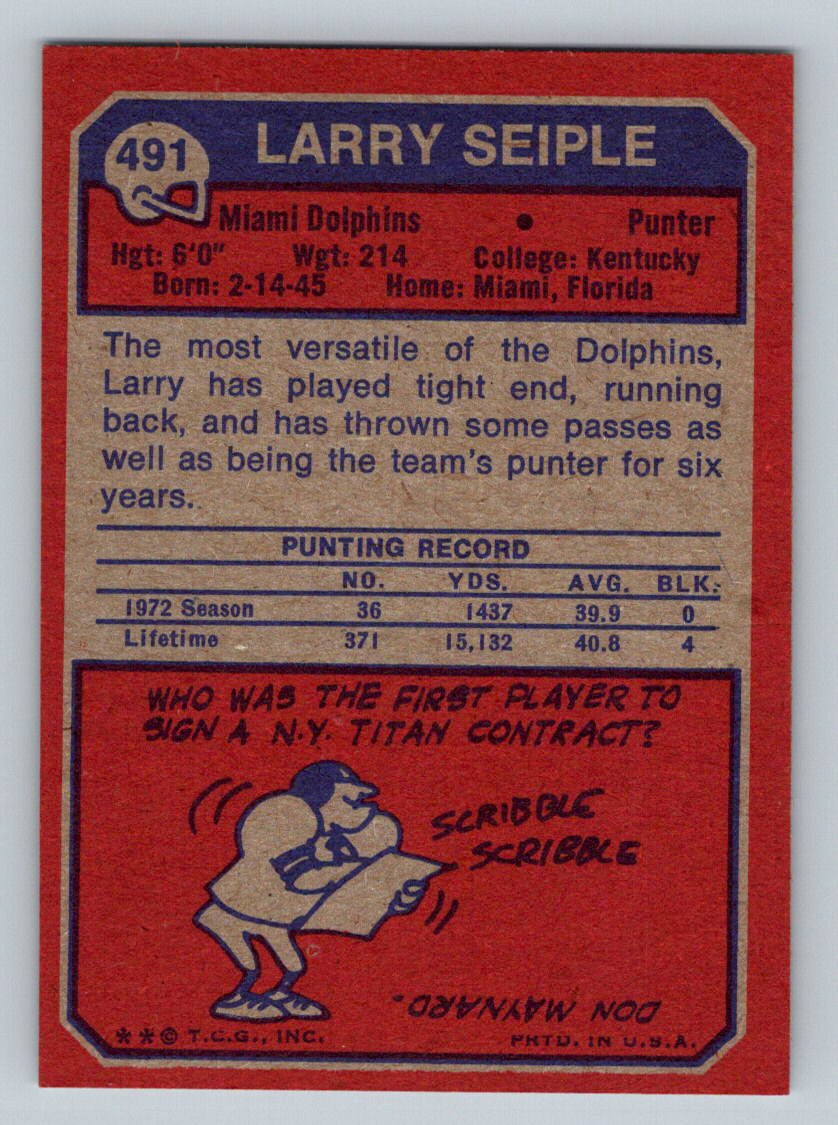 491
LARRY SEIPLE
Miami Dolphins • Punter
Hgt: 6'0" Wgt: 214 College: Kentucky
Born: 2-14-45 Home: Miami, Florida
The most versatile of the Dolphins,
Larry has played tight end, running
back, and has thrown some passes as
well as being the team's punter for six
years.
PUNTING RECORD
NO. YDS. AVG. BLK.
1972 Season 36 1437 39.9 0
Lifetime 371 15,132 40.8 4
WHO WAS THE FIRST PLAYER TO
SIGN A N.Y. TITAN CONTRACT?
SCRIBBLE
SCRIBBLE
DON MAYNARD.
**© T.C.G., INC. PRTD. IN U.S.A.